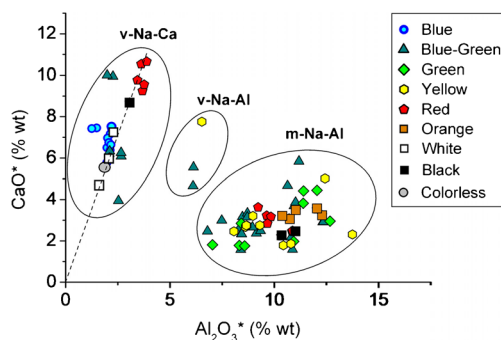 v-Na-Ca
v-Na-Al
m-Na-Al
CaO* (% wt)
12
10
8
6
4
2
0
0
5
10
15
Al₂O₃* (% wt)
Blue
Blue-Green
Green
Yellow
Red
Orange
White
Black
Colorless